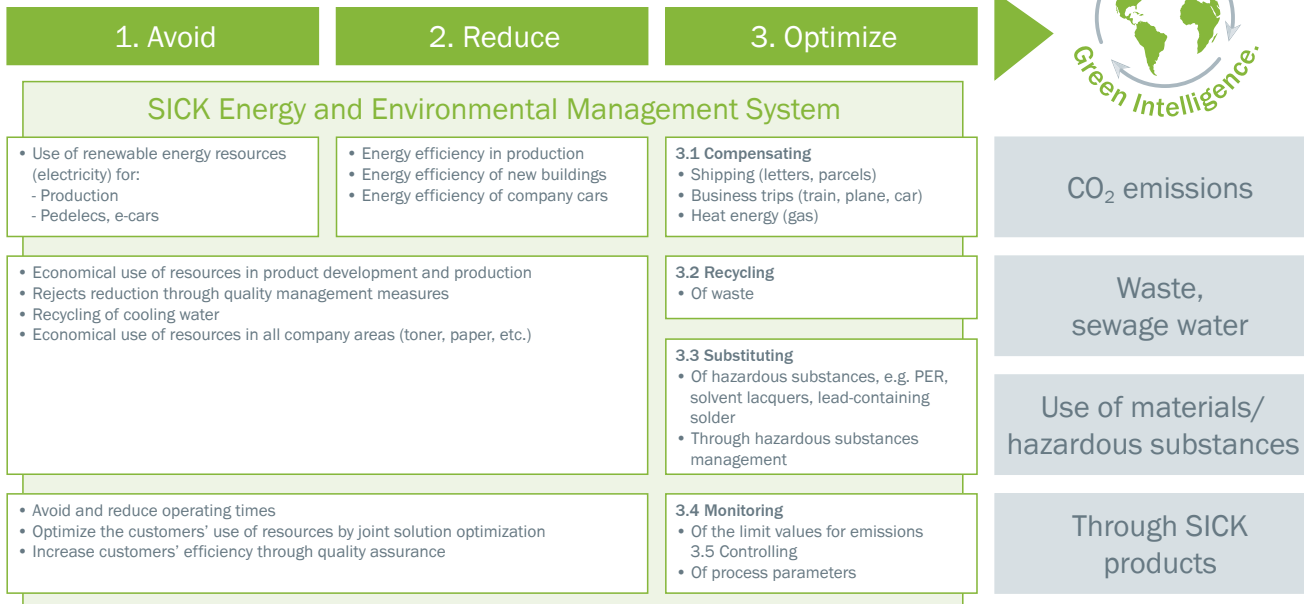 1. Avoid
2. Reduce
3. Optimize
Green Intelligence.
SICK Energy and Environmental Management System
• Use of renewable energy resources
(electricity) for:
- Production
- Pedelecs, e-cars
• Energy efficiency in production
• Energy efficiency of new buildings
• Energy efficiency of company cars
3.1 Compensating
• Shipping (letters, parcels)
• Business trips (train, plane, car)
• Heat energy (gas)
CO₂ emissions
• Economical use of resources in product development and production
• Rejects reduction through quality management measures
• Recycling of cooling water
• Economical use of resources in all company areas (toner, paper, etc.)
3.2 Recycling
• Of waste
Waste,
sewage water
3.3 Substituting
• Of hazardous substances, e.g. PER,
solvent lacquers, lead-containing
solder
• Through hazardous substances
management
Use of materials/
hazardous substances
• Avoid and reduce operating times
• Optimize the customers' use of resources by joint solution optimization
• Increase customers' efficiency through quality assurance
3.4 Monitoring
• Of the limit values for emissions
3.5 Controlling
• Of process parameters
Through SICK
products